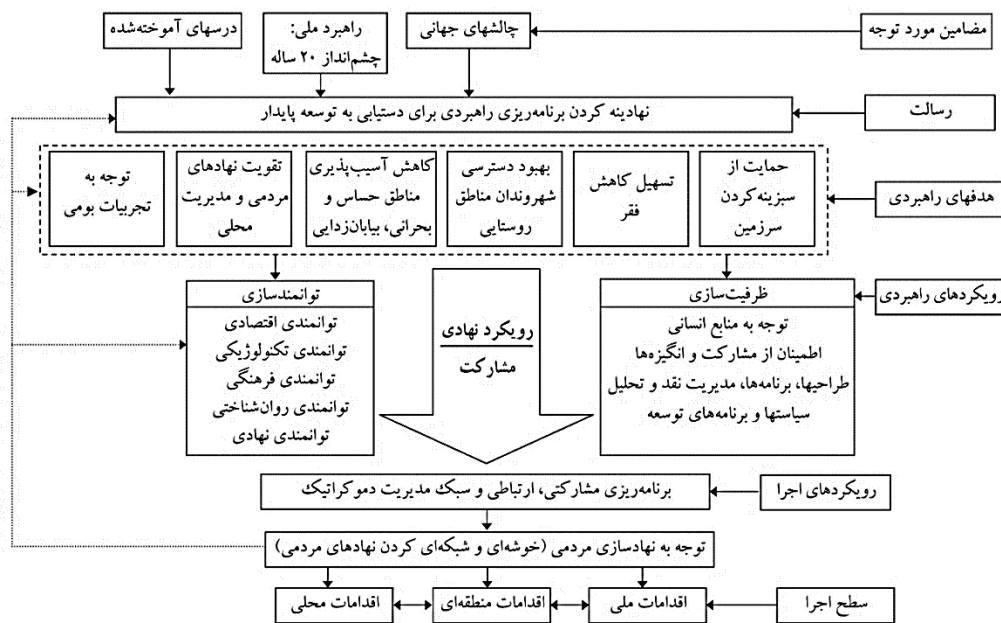 مضامین مورد توجه
چالشهای جهانی
راهبرد ملی:
چشم‌انداز ۲۰ ساله
درسهای آموخته‌شده
رسالت
نهادینه کردن برنامه‌ریزی راهبردی برای دستیابی به توسعه پایدار
هدفهای راهبردی
حمایت از
سبزینه‌کردن
سرزمین
تسهیل کاهش
فقر
بهبود دسترسی
شهروندان مناطق
روستایی
کاهش آسیب‌پذیری
مناطق حساس و
بحرانی، بیابان‌زدایی
تقویت نهادهای
مردمی و مدیریت
محلی
توجه به
تجربیات بومی
رویکردهای راهبردی
ظرفیت‌سازی
توجه به منابع انسانی
اطمینان از مشارکت و انگیزه‌ها
طراحیها، برنامه‌ها، مدیریت نقد و تحلیل
سیاستها و برنامه‌های توسعه
رویکرد نهادی
مشارکت
توانمندسازی
توانمندی اقتصادی
توانمندی تکنولوژیکی
توانمندی فرهنگی
توانمندی روان‌شناختی
توانمندی نهادی
رویکردهای اجرا
برنامه‌ریزی مشارکتی، ارتباطی و سبک مدیریت دموکراتیک
توجه به نهادسازی مردمی (خوشه‌ای و شبکه‌ای کردن نهادهای مردمی)
سطح اجرا
اقدامات ملی
اقدامات منطقه‌ای
اقدامات محلی